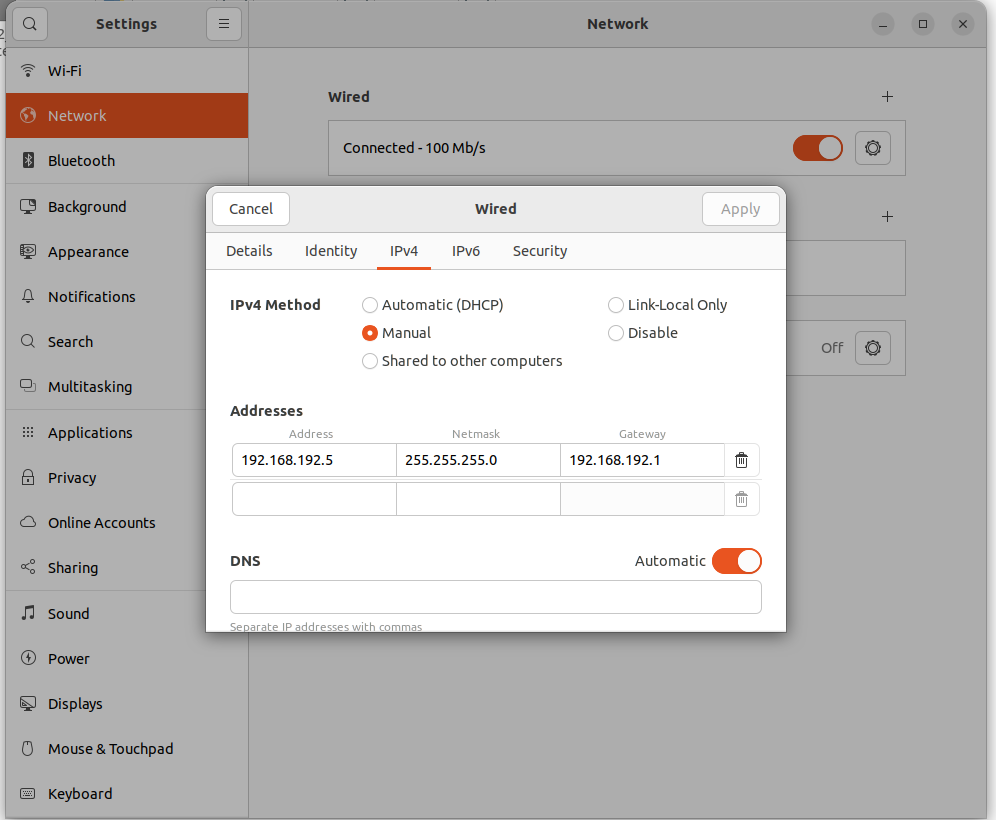 Settings
Network
Wi-Fi
Network
Bluetooth
Background
Appearance
Notifications
Search
Multitasking
Applications
Privacy
Online Accounts
Sharing
Sound
Power
Displays
Mouse & Touchpad
Keyboard
Wired
Connected - 100 Mb/s
Off
Cancel
Wired
Apply
Details
Identity
IPv4
IPv6
Security
IPv4 Method
Automatic (DHCP)
Link-Local Only
Manual
Disable
Shared to other computers
Addresses
Address
Netmask
Gateway
192.168.192.5
255.255.255.0
192.168.192.1
DNS
Automatic
Separate IP addresses with commas